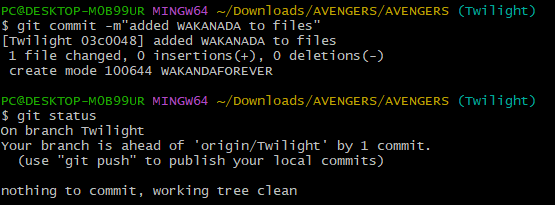 PC@DESKTOP-M0B99UR MINGW64 ~/Downloads/AVENGERS/AVENGERS (Twilight)
$ git commit -m"added WAKANADA to files"
[Twilight 03c0048] added WAKANADA to files
 1 file changed, 0 insertions(+), 0 deletions(-)
 create mode 100644 WAKANDAFOREVER

PC@DESKTOP-M0B99UR MINGW64 ~/Downloads/AVENGERS/AVENGERS (Twilight)
$ git status
On branch Twilight
Your branch is ahead of 'origin/Twilight' by 1 commit.
  (use "git push" to publish your local commits)

nothing to commit, working tree clean